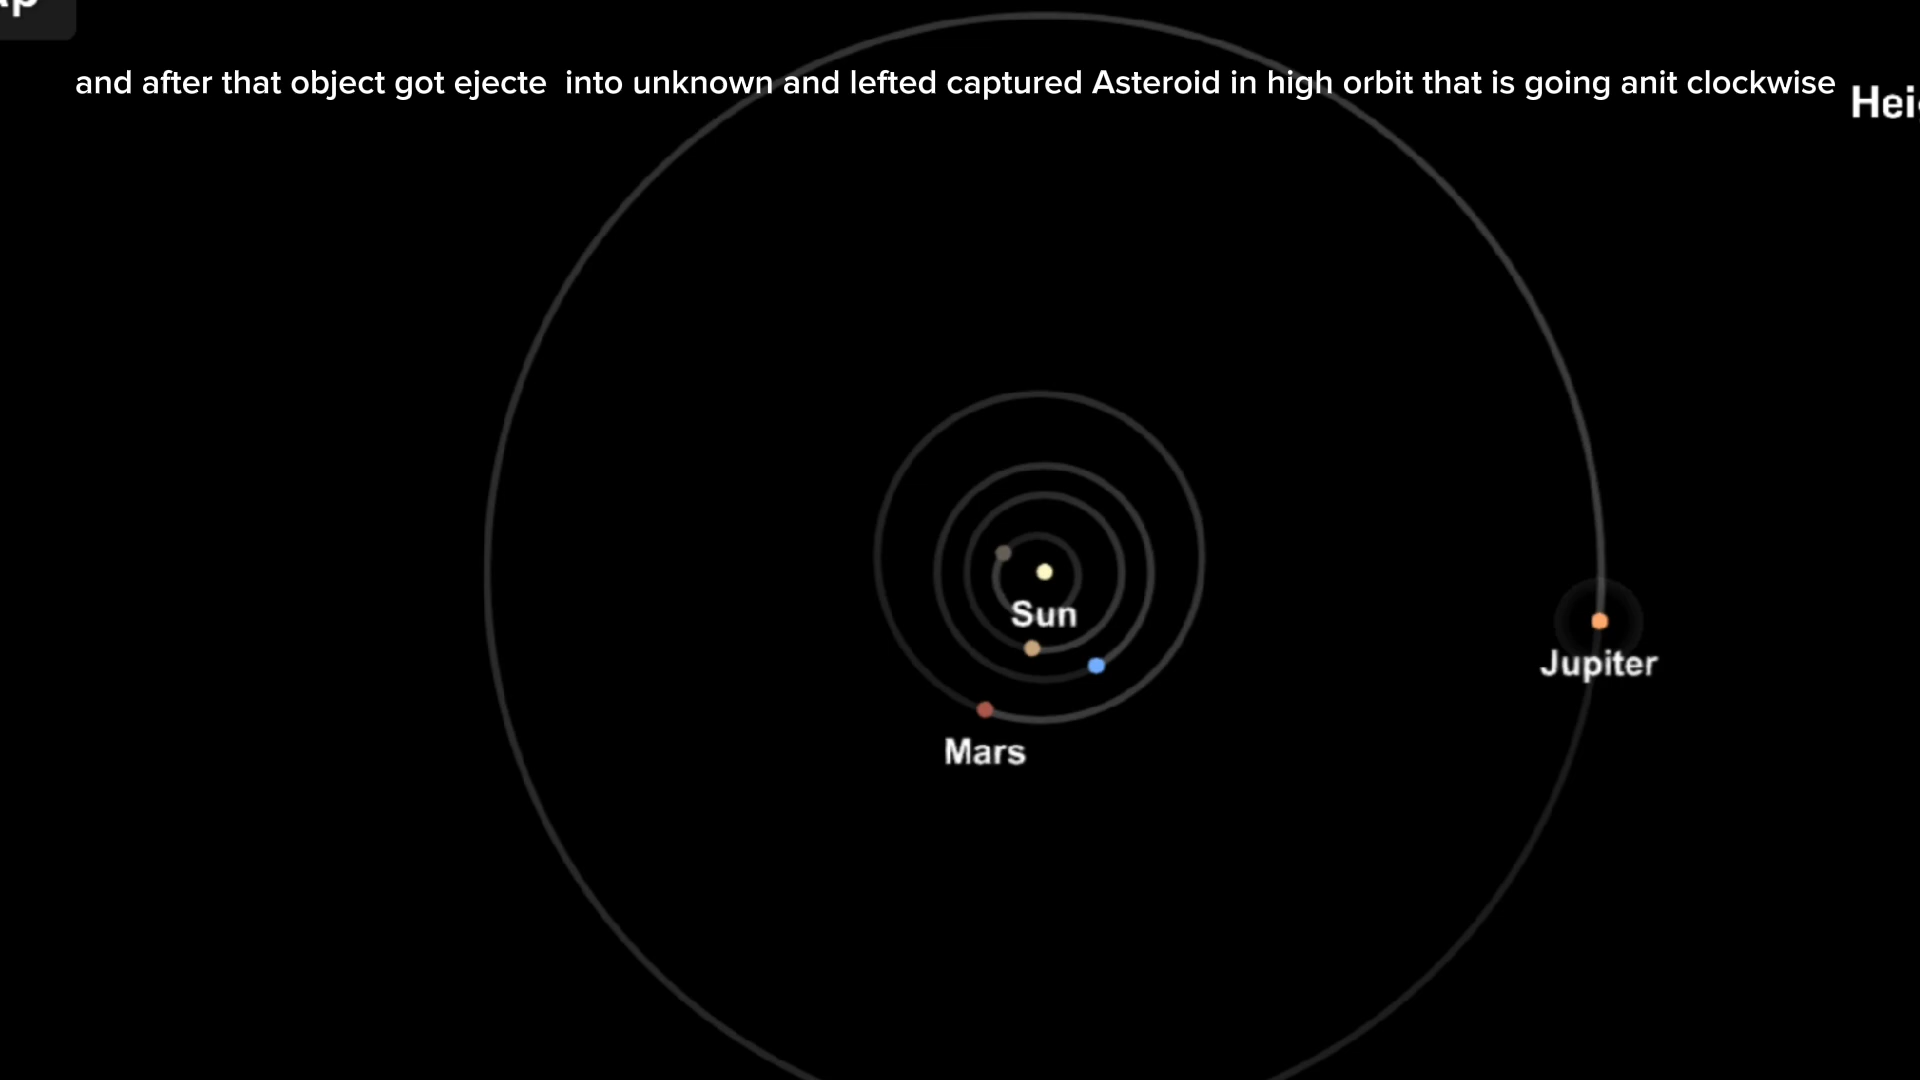 and after that object got ejecte  into unknown and lefted captured Asteroid in high orbit that is going anit clockwise
Sun
Jupiter
Mars